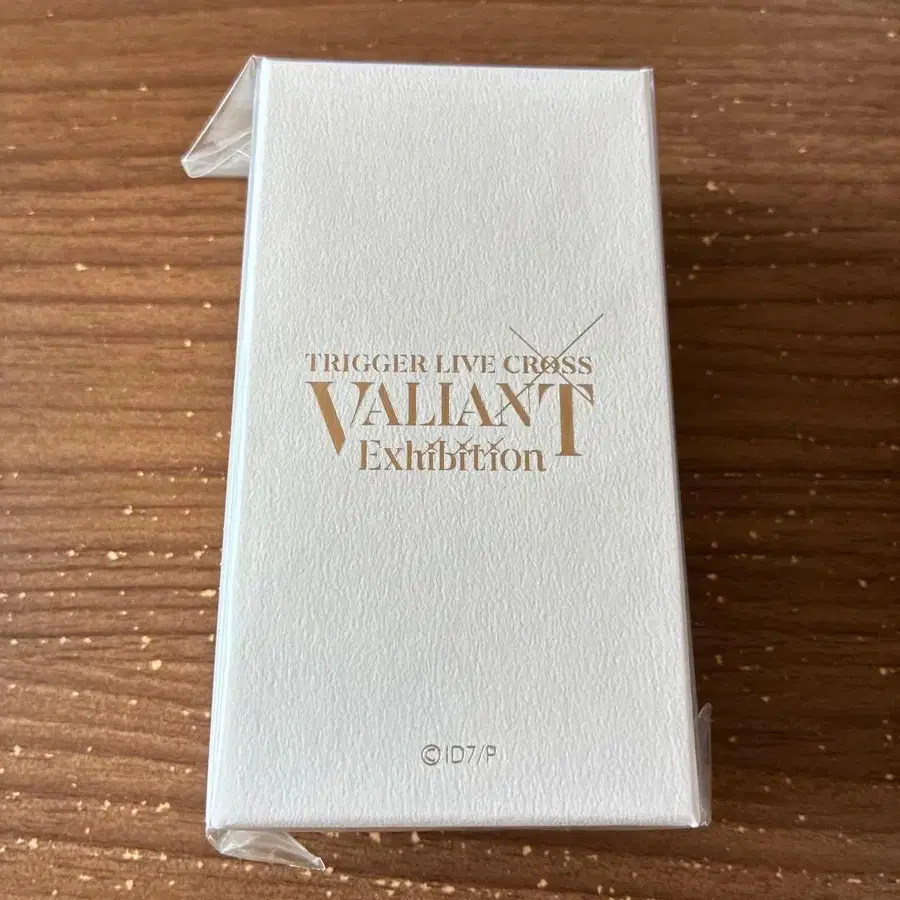 TRIGGER LIVE CROSS
VALIANT
Exhibition
©ID7/P